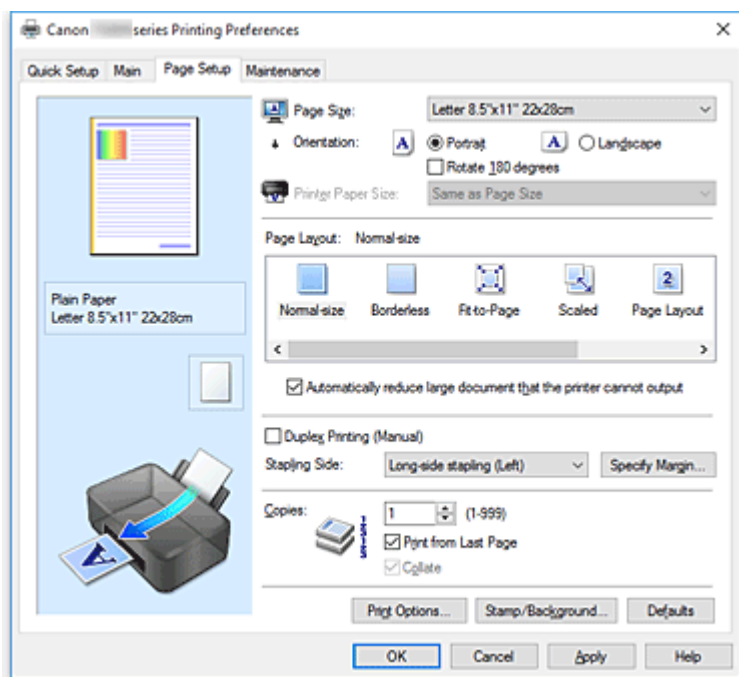 Canon series Printing Preferences
Quick Setup Main Page Setup Maintenance
Page Size: Letter 8.5"x11" 22x28cm
Orientation: A Portrait A Landscape
Rotate 180 degrees
Printer Paper Size: Same as Page Size
Page Layout: Normal-size
2
Normal-size Borderless Fit-to-Page Scaled Page Layout
Plain Paper
Letter 8.5"x11" 22x28cm
Automatically reduce large document that the printer cannot output
Duplex Printing (Manual)
Stapling Side: Long-side stapling (Left) Specify Margin...
Copies: 1 (1-999)
Print from Last Page
Collate
A
Print Options... Stamp/Background... Defaults
OK Cancel Apply Help